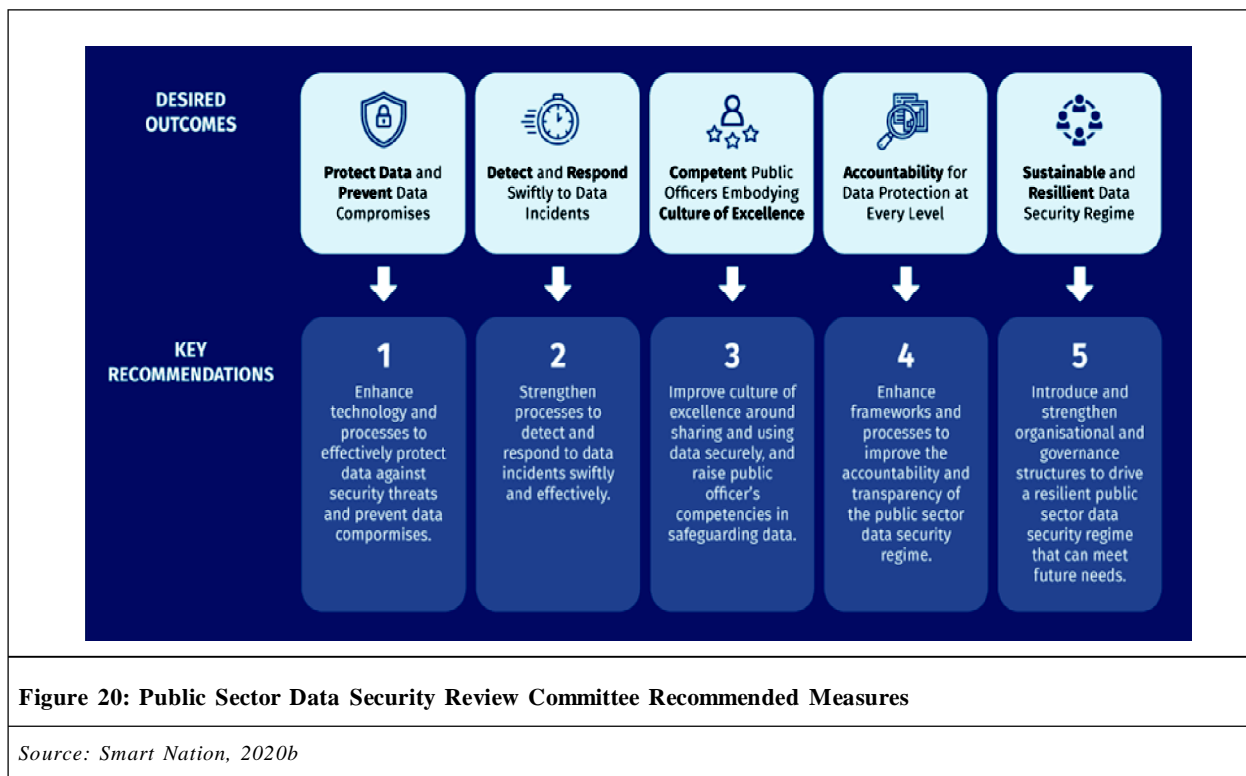 DESIRED
OUTCOMES
Protect Data and
Prevent Data
Compromises
Detect and Respond
Swiftly to Data
Incidents
Competent Public
Officers Embodying
Culture of Excellence
Accountability for
Data Protection at
Every Level
Sustainable and
Resillient Data
Security Regime
KEY
RECOMMENDATIONS
1
Enhance
technology and
processes to
effectively protect
data against
security threats
and prevent data
compormises.
2
Strengthen
processes to
detect and
respond to data
incidents swiftly
and effectively.
3
Improve culture of
excellence around
sharing and using
data securely, and
raise public
officer's
competencies in
safeguarding data.
4
Enhance
frameworks and
processes to
improve the
accountability and
transparency of
the public sector
data security
regime.
5
Introduce and
strengthen
organisational and
governance
structures to drive
a resilient public
sector data
security regime
that can meet
future needs.
Figure 20: Public Sector Data Security Review Committee Recommended Measures
Source: Smart Nation, 2020b